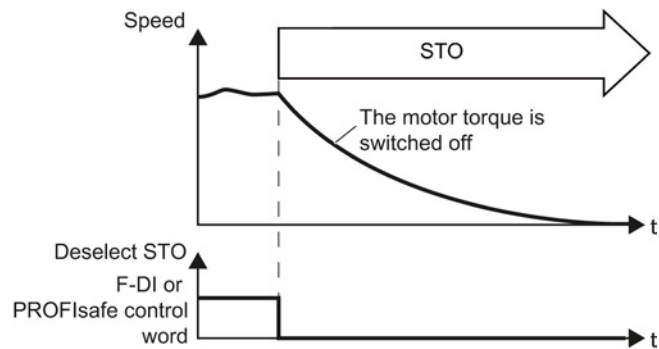 Speed
STO
The motor torque is
switched off
t
Deselect STO
F-DI or
PROFIsafe control
word
t